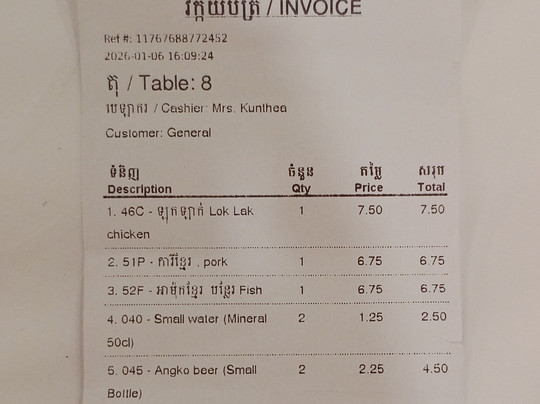 វិក្កយបត្រ / INVOICE
Ref #: 11767688772452
2026-01-06 16:09:24
តុ / Table: 8
បេឡាករ / Cashier: Mrs. Kunthea
Customer: General
ទំនិញ ចំនួន តម្លៃ សរុប
Description Qty Price Total
1. 46C - ឡុកឡាក់ Lok Lak 1 7.50 7.50
chicken
2. 51P - ការីខ្មែរ , pork 1 6.75 6.75
3. 52F - អាម៉ុកខ្មែរ បន្លែរ Fish 1 6.75 6.75
4. 040 - Small water (Mineral 2 1.25 2.50
50cl)
5. 045 - Angko beer (Small 2 2.25 4.50
Bottle)